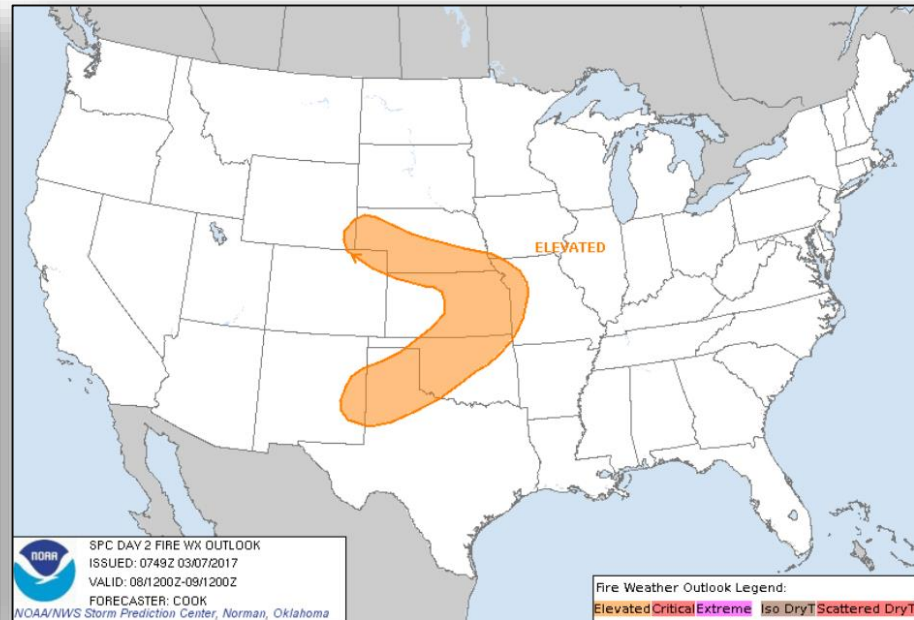 ELEVATED
NOAA
SPC DAY 2 FIRE WX OUTLOOK
ISSUED: 0749Z 03/07/2017
VALID: 08/1200Z-09/1200Z
FORECASTER: COOK
NOAA/NWS Storm Prediction Center, Norman, Oklahoma
Fire Weather Outlook Legend:
Elevated Critical Extreme Iso DryT Scattered DryT